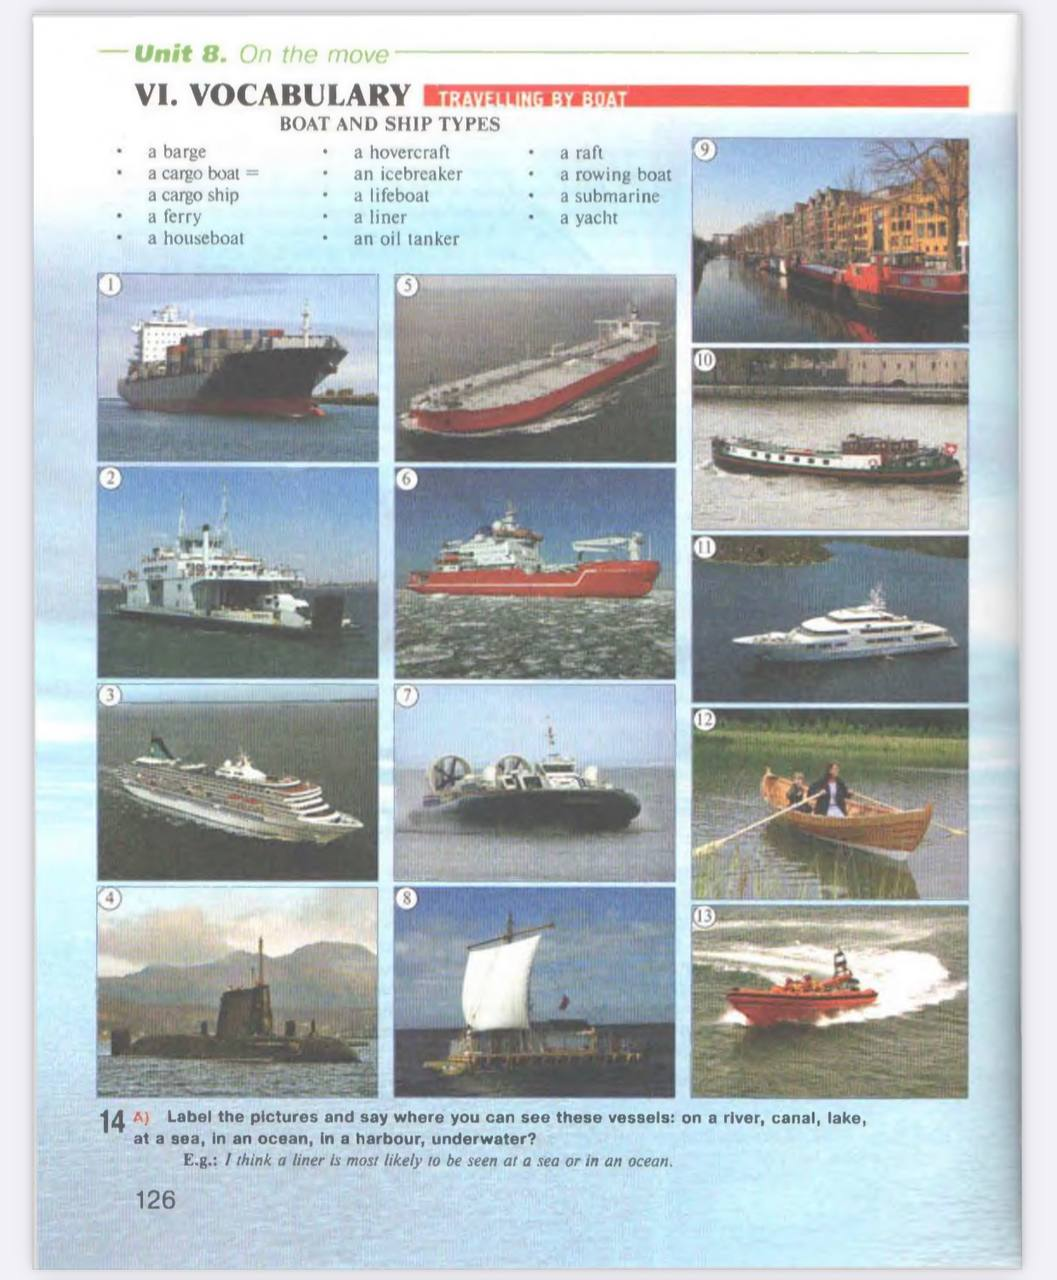 Unit 8. On the move
VI. VOCABULARY TRAVELLING BY BOAT
BOAT AND SHIP TYPES
• a barge
• a cargo boat =
a cargo ship
• a ferry
• a houseboat
• a hovercraft
• an icebreaker
• a lifeboat
• a liner
• an oil tanker
• a raft
• a rowing boat
• a submarine
• a yacht
1
2
3
4
5
6
7
8
9
10
11
12
13
14 A) Label the pictures and say where you can see these vessels: on a river, canal, lake,
at a sea, in an ocean, in a harbour, underwater?
E.g.: I think a liner is most likely to be seen at a sea or in an ocean.
126